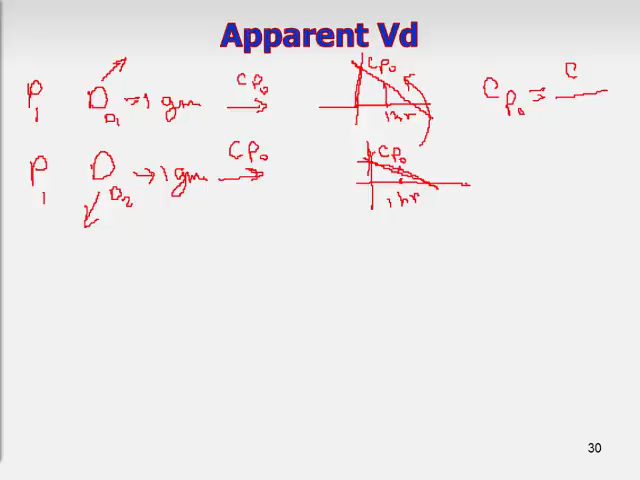 Apparent Vd
P1 D D1 → 1 gm CP0 → CP0 1hr CP0 = C
P1 D D2 → 1 gm CP0 → CP0 1hr
30